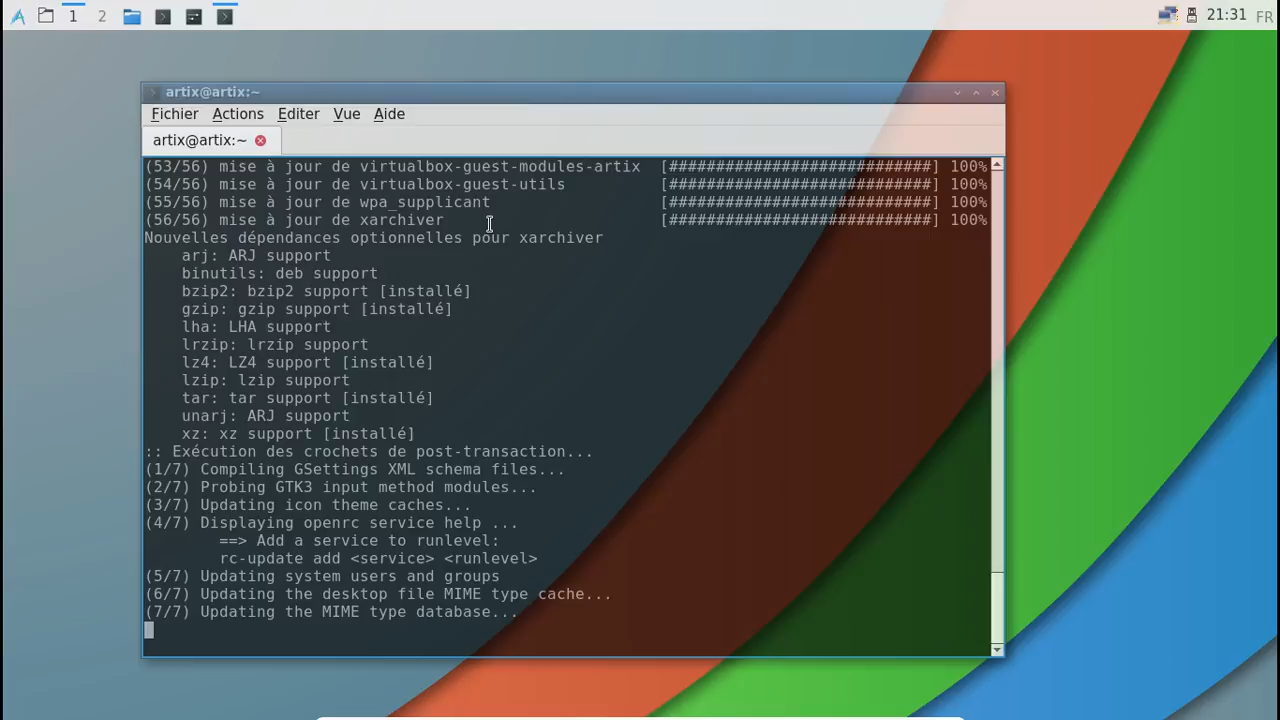 1 2 21:31 FR
artix@artix:~
Fichier Actions Editer Vue Aide
artix@artix:~
(53/56) mise à jour de virtualbox-guest-modules-artix [############################] 100%
(54/56) mise à jour de virtualbox-guest-utils [############################] 100%
(55/56) mise à jour de wpa_supplicant [############################] 100%
(56/56) mise à jour de xarchiver [############################] 100%
Nouvelles dépendances optionnelles pour xarchiver
arj: ARJ support
binutils: deb support
bzip2: bzip2 support [installé]
gzip: gzip support [installé]
lha: LHA support
lrzip: lrzip support
lz4: LZ4 support [installé]
lzip: lzip support
tar: tar support [installé]
unarj: ARJ support
xz: xz support [installé]
:: Exécution des crochets de post-transaction...
(1/7) Compiling GSettings XML schema files...
(2/7) Probing GTK3 input method modules...
(3/7) Updating icon theme caches...
(4/7) Displaying openrc service help ...
==> Add a service to runlevel:
rc-update add <service> <runlevel>
(5/7) Updating system users and groups
(6/7) Updating the desktop file MIME type cache...
(7/7) Updating the MIME type database...